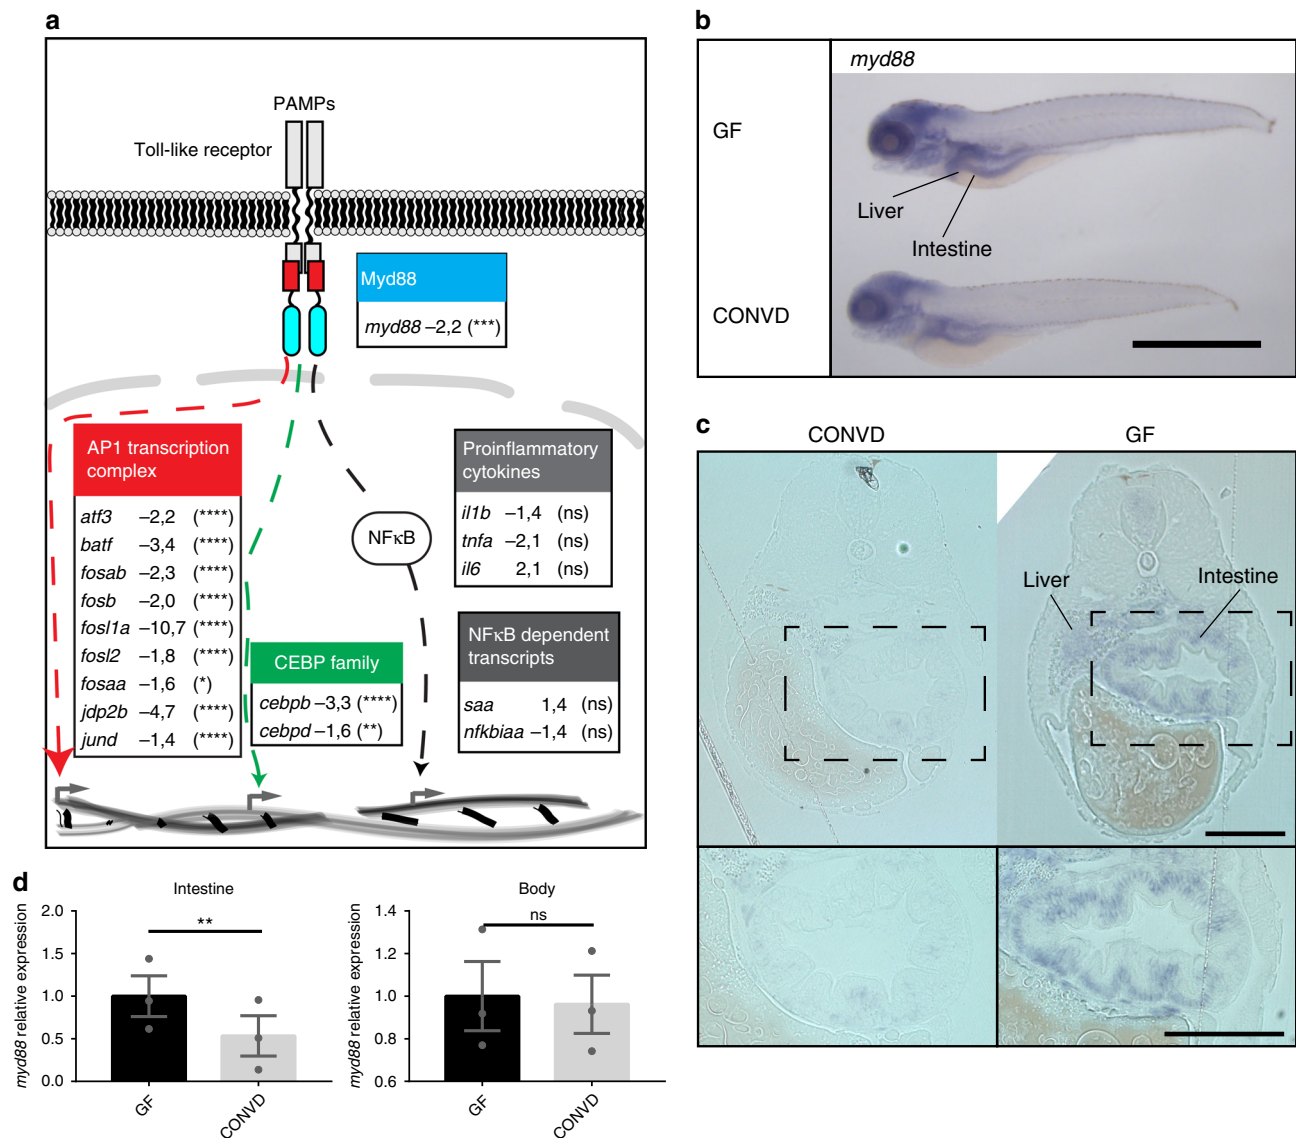 a
PAMPs
Toll-like receptor
Myd88
myd88 –2,2 (***)
AP1 transcription
complex
atf3 –2,2 (****)
batf –3,4 (****)
fosab –2,3 (****)
fosb –2,0 (****)
fosl1a –10,7 (****)
fosl2 –1,8 (****)
fosaa –1,6 (*)
jdp2b –4,7 (****)
jund –1,4 (****)
CEBP family
cebpb –3,3 (****)
cebpd –1,6 (**)
NFκB
Proinflammatory
cytokines
il1b –1,4 (ns)
tnfa –2,1 (ns)
il6 2,1 (ns)
NFκB dependent
transcripts
saa 1,4 (ns)
nfkbiaa –1,4 (ns)
b
myd88
GF
Liver
Intestine
CONVD
c
CONVD
GF
Liver
Intestine
d
Intestine
myd88 relative expression
2.0
1.5
1.0
0.5
0.0
**
GF
CONVD
Body
myd88 relative expression
1.4
1.2
1.0
0.8
0.6
ns
GF
CONVD